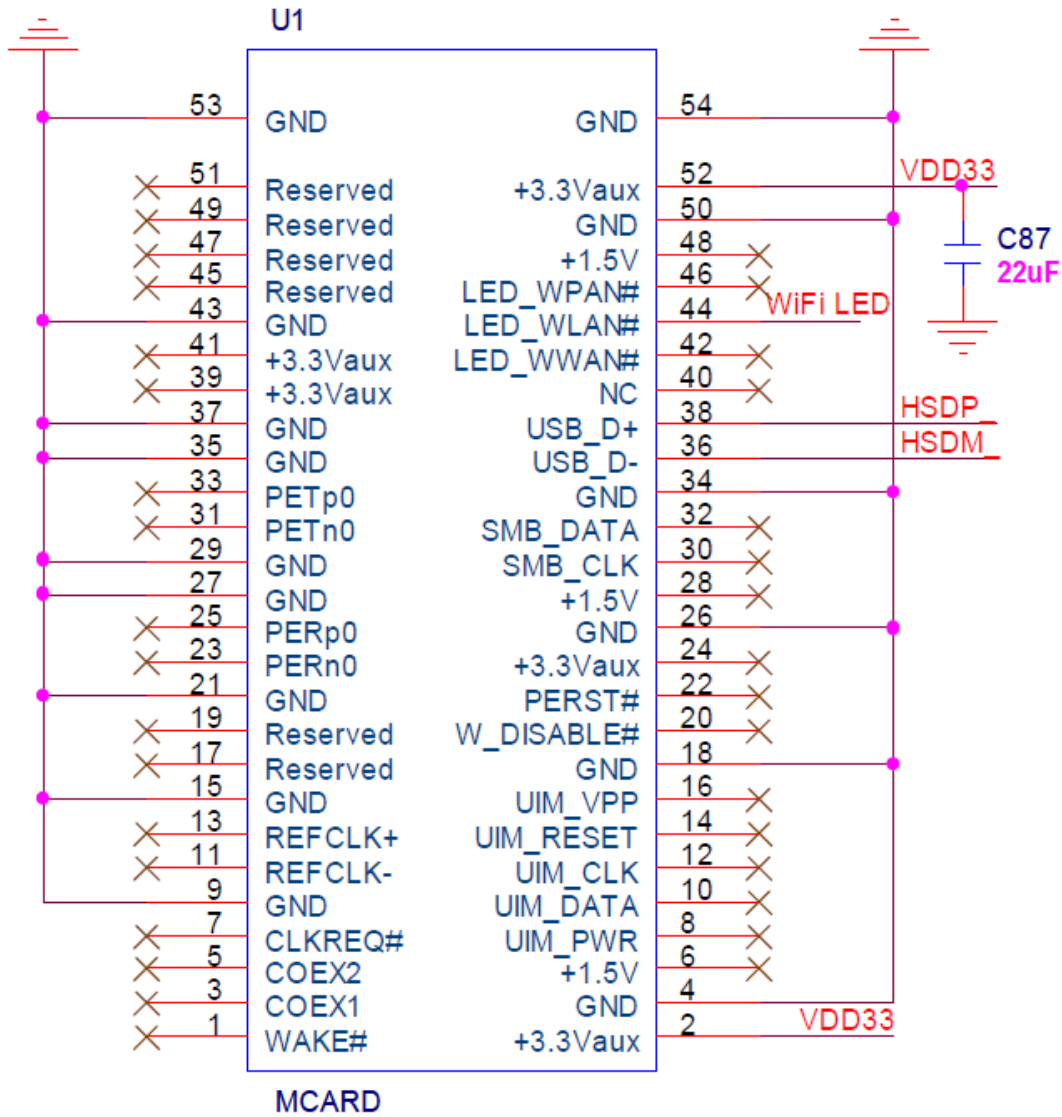 U1
53 GND GND 54
VDD33
51 Reserved +3.3Vaux 52
49 Reserved GND 50
C87
47 Reserved +1.5V 48
22uF
45 Reserved LED_WPAN# 46
WiFi LED
43 GND LED_WLAN# 44
41 +3.3Vaux LED_WWAN# 42
39 +3.3Vaux NC 40
37 GND USB_D+ 38 HSDP_
35 GND USB_D- 36 HSDM_
33 PETp0 GND 34
31 PETn0 SMB_DATA 32
29 GND SMB_CLK 30
27 GND +1.5V 28
25 PERp0 GND 26
23 PERn0 +3.3Vaux 24
21 GND PERST# 22
19 Reserved W_DISABLE# 20
17 Reserved GND 18
15 GND UIM_VPP 16
13 REFCLK+ UIM_RESET 14
11 REFCLK- UIM_CLK 12
9 GND UIM_DATA 10
7 CLKREQ# UIM_PWR 8
5 COEX2 +1.5V 6
3 COEX1 GND 4
1 WAKE# +3.3Vaux 2 VDD33
MCARD